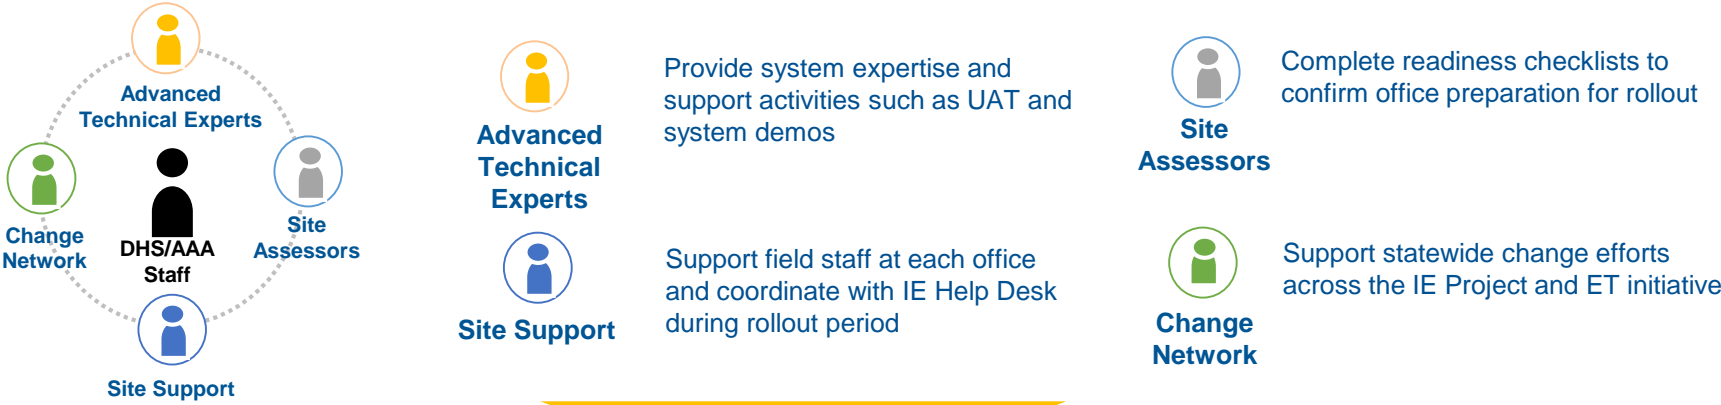 Advanced
Technical Experts
Change
Network
DHS/AAA
Staff
Site
Assessors
Site Support
Advanced
Technical
Experts
Provide system expertise and
support activities such as UAT and
system demos
Site Support
Support field staff at each office
and coordinate with IE Help Desk
during rollout period
Site
Assessors
Complete readiness checklists to
confirm office preparation for rollout
Change
Network
Support statewide change efforts
across the IE Project and ET initiative